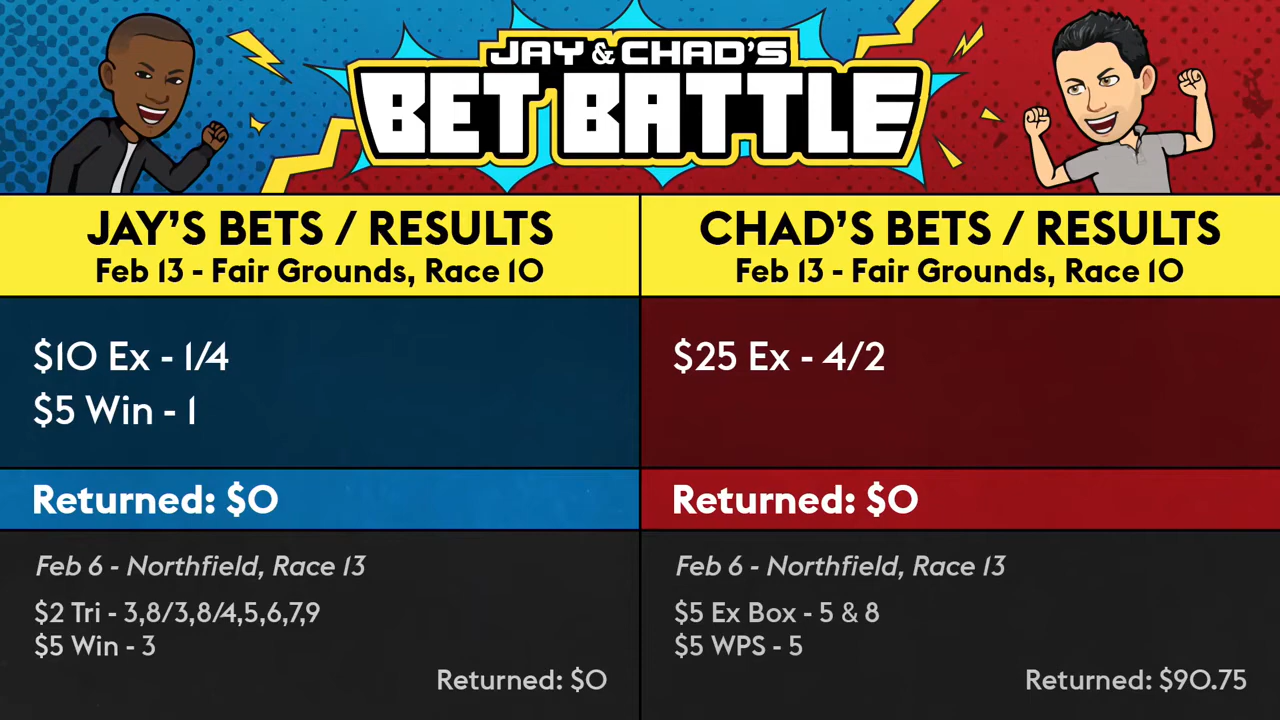 JAY & CHAD'S
BET BATTLE
JAY'S BETS / RESULTS
Feb 13 - Fair Grounds, Race 10
$10 Ex - 1/4
$5 Win - 1
Returned: $0
Feb 6 - Northfield, Race 13
$2 Tri - 3,8/3,8/4,5,6,7,9
$5 Win - 3
Returned: $0
CHAD'S BETS / RESULTS
Feb 13 - Fair Grounds, Race 10
$25 Ex - 4/2
Returned: $0
Feb 6 - Northfield, Race 13
$5 Ex Box - 5 & 8
$5 WPS - 5
Returned: $90.75